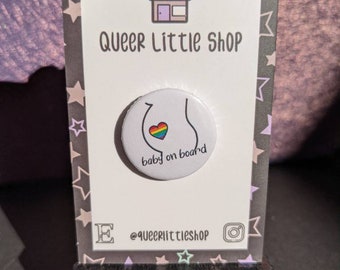 QUEER LITTLE SHOP
baby on board
E
@QUEERLITTLESHOP